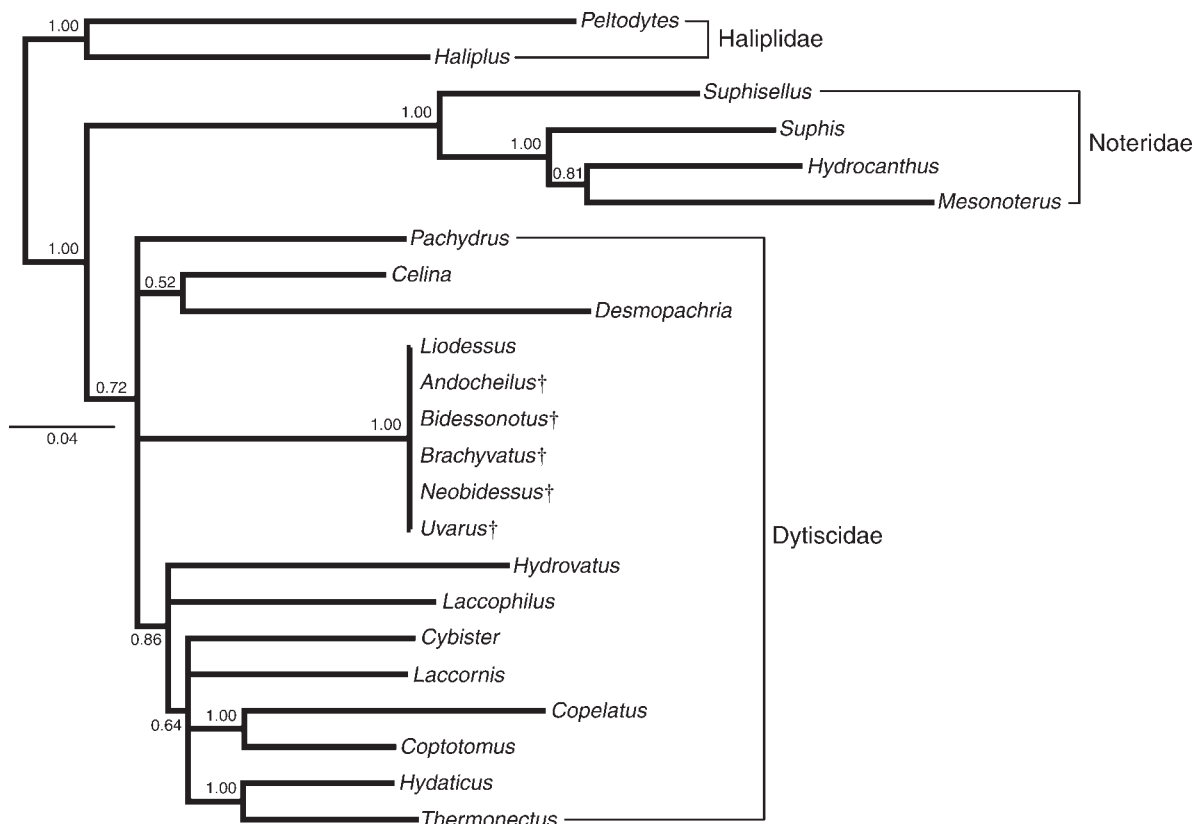 1.00
Peltodytes
Haliplus
Haliplidae
1.00
Suphisellus
1.00
Suphis
0.81
Hydrocanthus
Mesonoterus
Noteridae
1.00
Pachydrus
0.52
Celina
Desmopachria
0.72
Liodessus
Andocheilus†
Bidessonotus†
1.00
Brachyvatus†
Neobidessus†
Uvarus†
0.04
Dytiscidae
Hydrovatus
Laccophilus
0.86
Cybister
Laccornis
0.64
1.00
Copelatus
Coptotomus
1.00
Hydaticus
Thermonectus